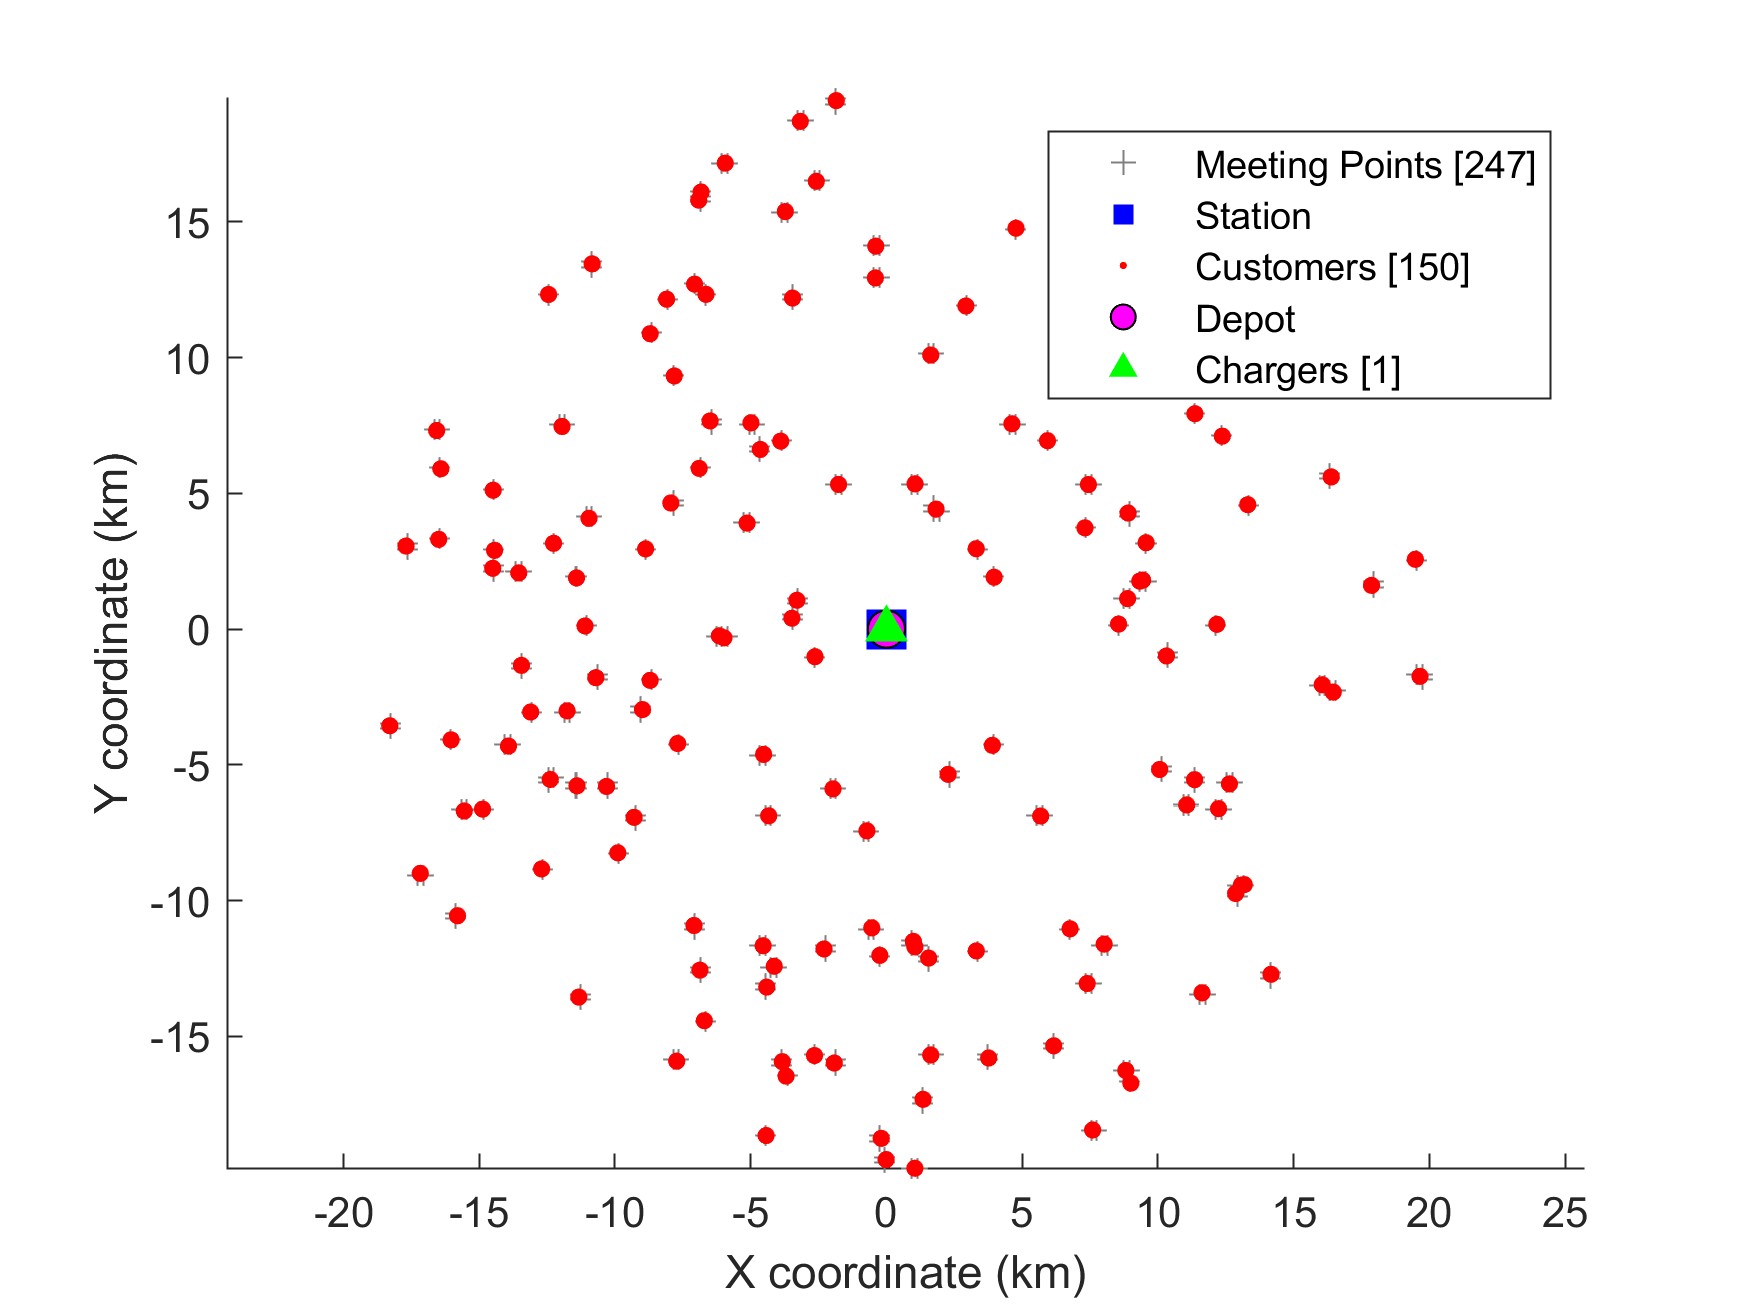 Meeting Points [247]
Station
Customers [150]
Depot
Chargers [1]
15
10
5
0
-5
-10
-15
Y coordinate (km)
-20 -15 -10 -5 0 5 10 15 20 25
X coordinate (km)